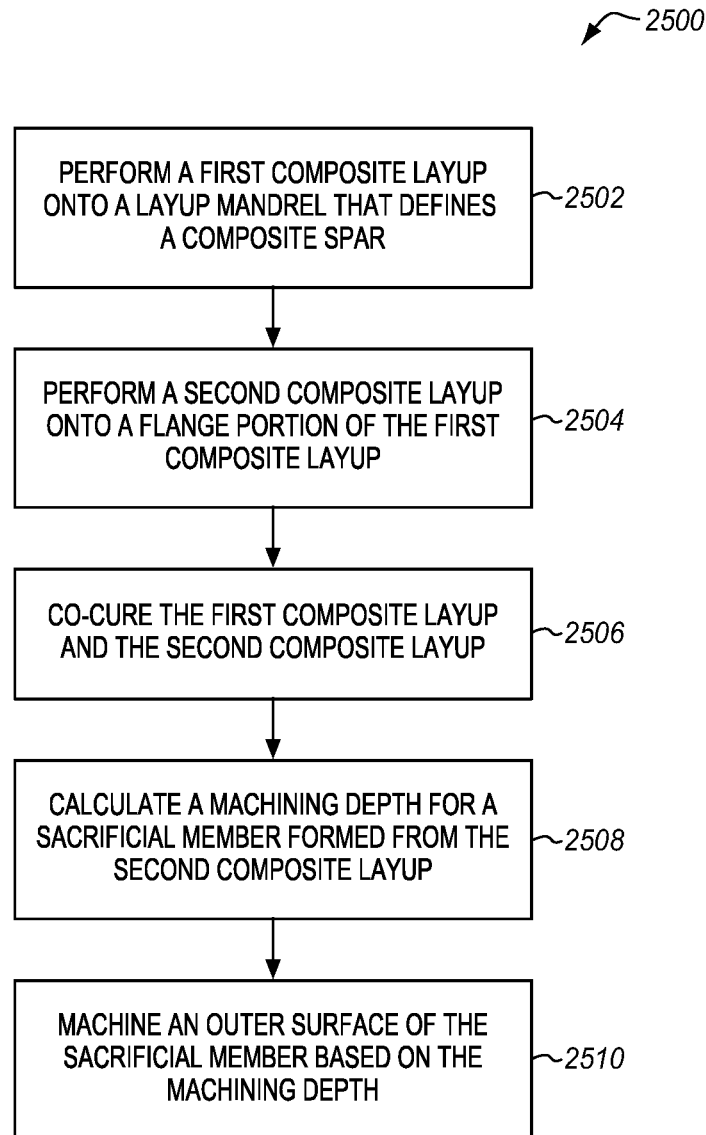 2500
PERFORM A FIRST COMPOSITE LAYUP
ONTO A LAYUP MANDREL THAT DEFINES
A COMPOSITE SPAR
2502
PERFORM A SECOND COMPOSITE LAYUP
ONTO A FLANGE PORTION OF THE FIRST
COMPOSITE LAYUP
2504
CO-CURE THE FIRST COMPOSITE LAYUP
AND THE SECOND COMPOSITE LAYUP
2506
CALCULATE A MACHINING DEPTH FOR A
SACRIFICIAL MEMBER FORMED FROM THE
SECOND COMPOSITE LAYUP
2508
MACHINE AN OUTER SURFACE OF THE
SACRIFICIAL MEMBER BASED ON THE
MACHINING DEPTH
2510